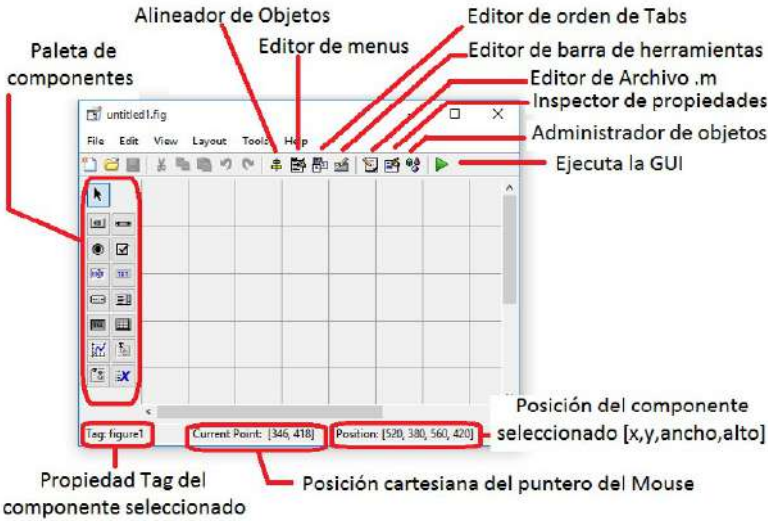 Alineador de Objetos
Editor de orden de Tabs
Paleta de
componentes
Editor de menus
Editor de barra de herramientas
Editor de Archivo .m
Inspector de propiedades
Administrador de objetos
Ejecuta la GUI
untitled1.fig
File Edit View Layout Tools Help
Tag: figure1
Current Point: [346, 418]
Position: [520, 380, 560, 420]
Posición del componente
seleccionado [x,y,ancho,alto]
Propiedad Tag del
componente seleccionado
Posición cartesiana del puntero del Mouse